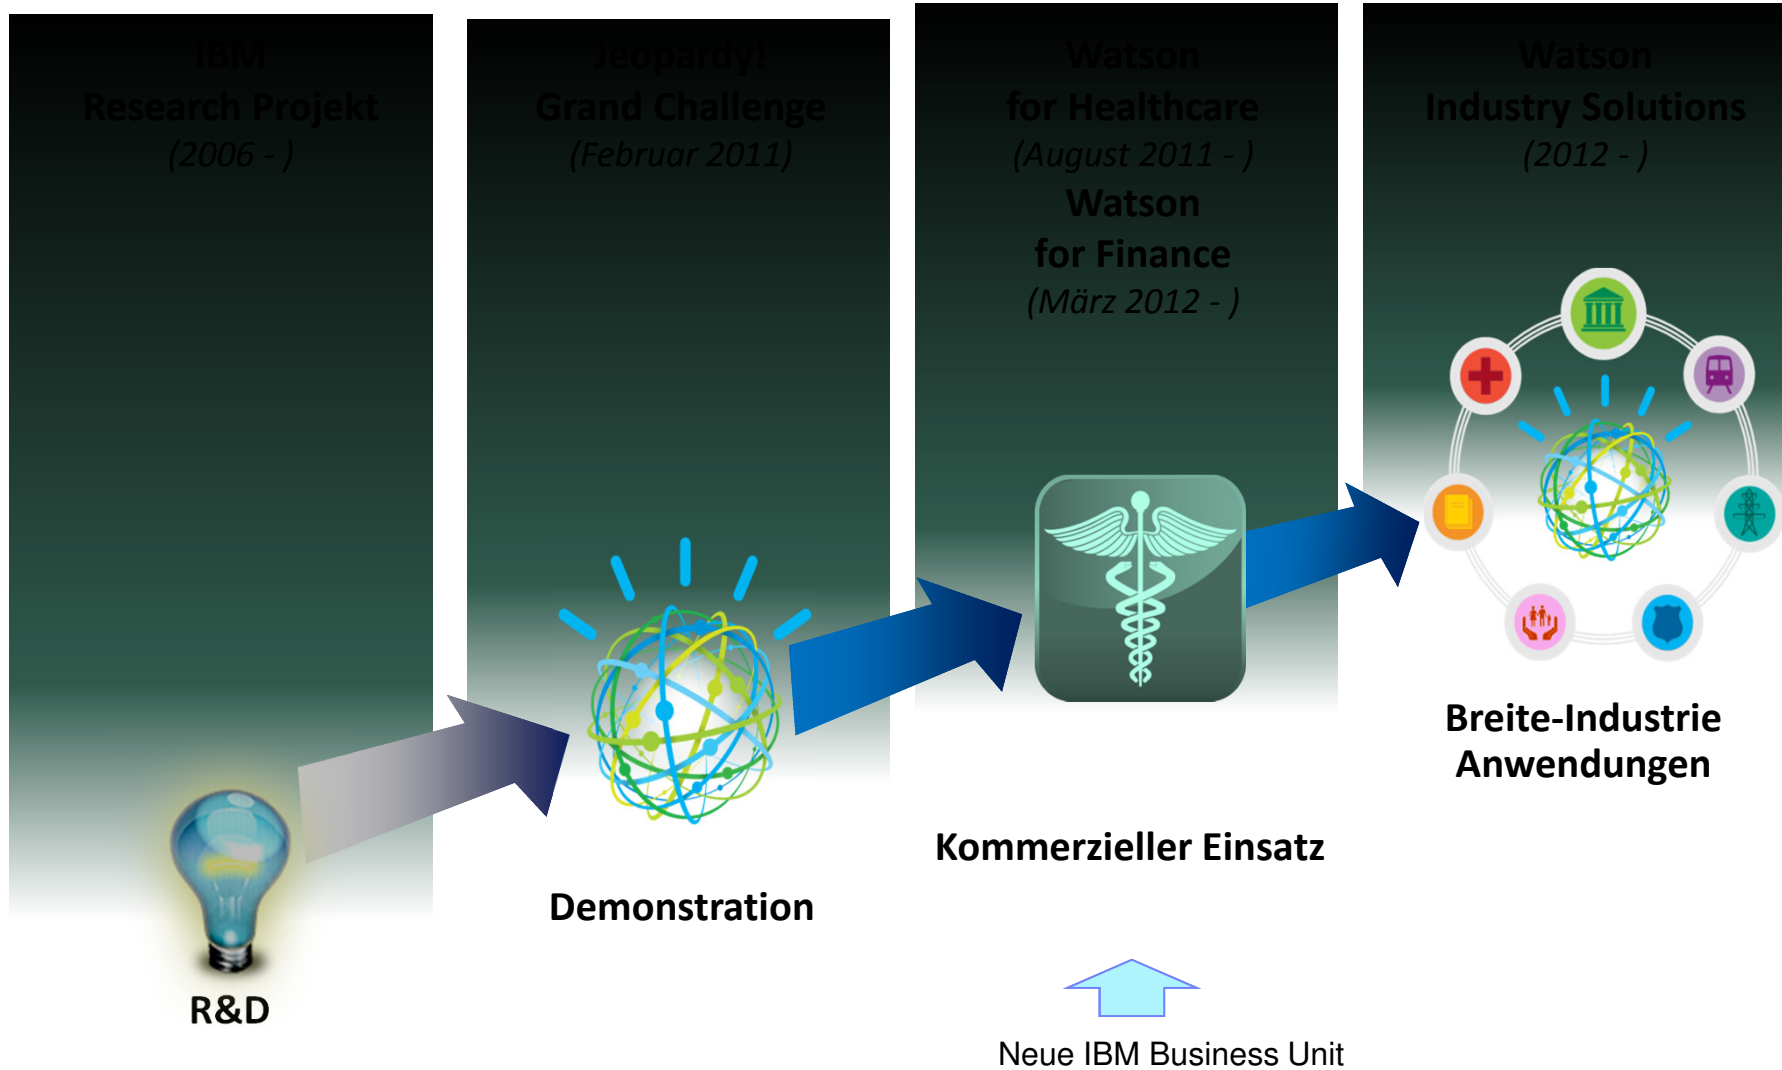 IBM
Research Projekt
(2006 - )
R&D
Jeopardy!
Grand Challenge
(Februar 2011)
Demonstration
Watson
for Healthcare
(August 2011 - )
Watson
for Finance
(März 2012 - )
Kommerzieller Einsatz
Neue IBM Business Unit
Watson
Industry Solutions
(2012 - )
Breite-Industrie
Anwendungen